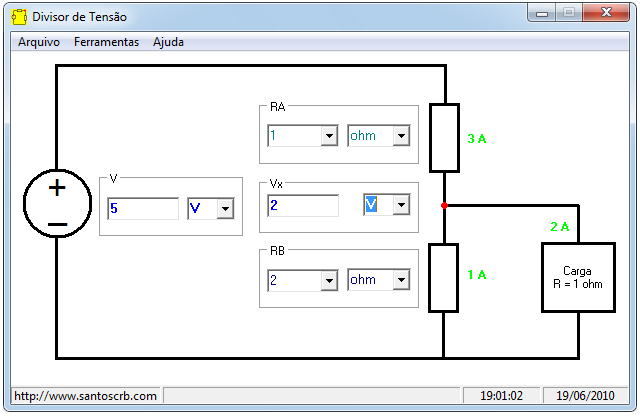 Divisor de Tensão
Arquivo Ferramentas Ajuda
RA
1 ohm
3 A
V
5 V
Vx
2 V
2 A
RB
2 ohm
1 A
Carga
R = 1 ohm
http://www.santoscrb.com 19:01:02 19/06/2010